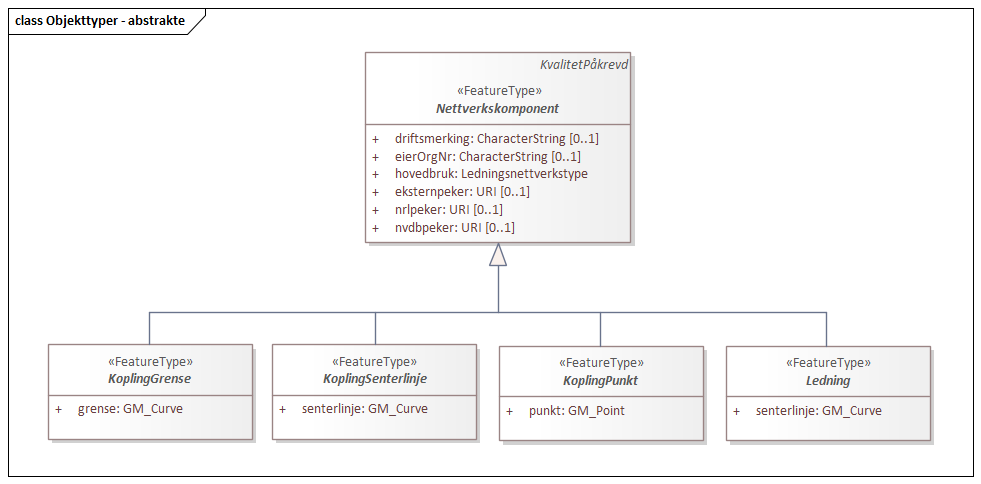 class Objekttyper - abstrakte
KvalitetPåkrevd
«FeatureType»
Nettverkskomponent
+ driftsmerking: CharacterString [0..1]
+ eierOrgNr: CharacterString [0..1]
+ hovedbruk: Ledningsnettverkstype
+ eksternpeker: URI [0..1]
+ nrlpeker: URI [0..1]
+ nvdbpeker: URI [0..1]
«FeatureType»
KoplingGrense
+ grense: GM_Curve
«FeatureType»
KoplingSenterlinje
+ senterlinje: GM_Curve
«FeatureType»
KoplingPunkt
+ punkt: GM_Point
«FeatureType»
Ledning
+ senterlinje: GM_Curve